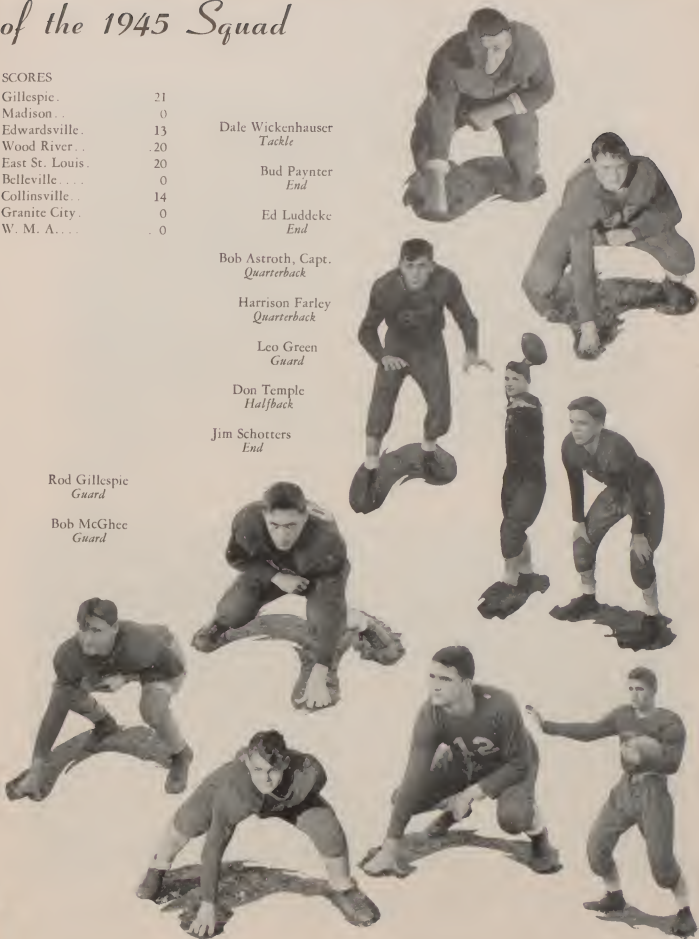 of the 1945 Squad
SCORES
Gillespie. 21
Madison. . 0
Edwardsville. 13
Wood River. . .20
East St. Louis. 20
Belleville. . . . 0
Collinsville. . 14
Granite City. 0
W. M. A. . . . . 0
Dale Wickenhauser
Tackle
Bud Paynter
End
Ed Luddeke
End
Bob Astroth, Capt.
Quarterback
Harrison Farley
Quarterback
Leo Green
Guard
Don Temple
Halfback
Jim Schotters
End
Rod Gillespie
Guard
Bob McGhee
Guard
12